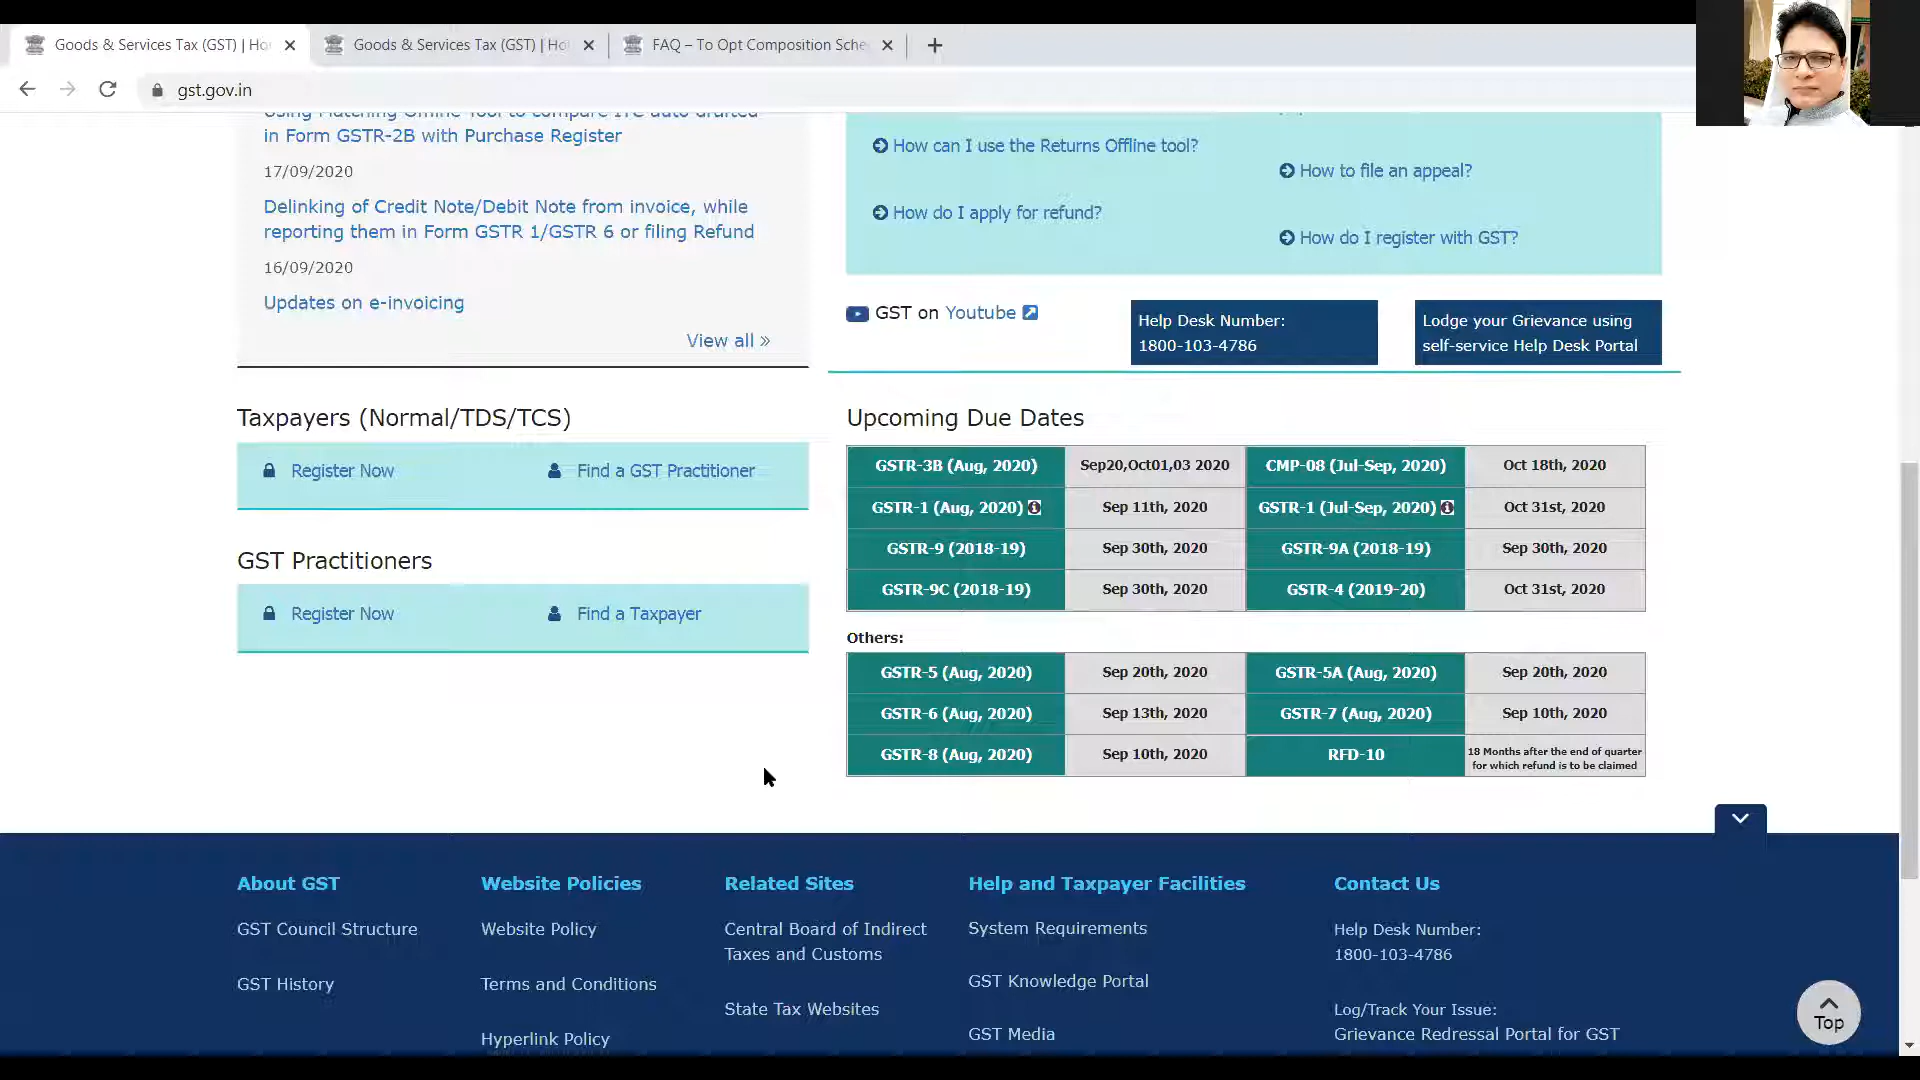 Goods & Services Tax (GST) | Ho
Goods & Services Tax (GST) | Ho
FAQ – To Opt Composition Sche
gst.gov.in
Using Matching Offline Tool to compare ITC auto-drafted
in Form GSTR-2B with Purchase Register
17/09/2020
Delinking of Credit Note/Debit Note from invoice, while
reporting them in Form GSTR 1/GSTR 6 or filing Refund
16/09/2020
Updates on e-invoicing
View all »
How can I use the Returns Offline tool?
How to file an appeal?
How do I apply for refund?
How do I register with GST?
GST on Youtube
Help Desk Number:
1800-103-4786
Lodge your Grievance using
self-service Help Desk Portal
Taxpayers (Normal/TDS/TCS)
Register Now Find a GST Practitioner
GST Practitioners
Register Now Find a Taxpayer
Upcoming Due Dates
GSTR-3B (Aug, 2020) Sep20,Oct01,03 2020 CMP-08 (Jul-Sep, 2020) Oct 18th, 2020
GSTR-1 (Aug, 2020) Sep 11th, 2020 GSTR-1 (Jul-Sep, 2020) Oct 31st, 2020
GSTR-9 (2018-19) Sep 30th, 2020 GSTR-9A (2018-19) Sep 30th, 2020
GSTR-9C (2018-19) Sep 30th, 2020 GSTR-4 (2019-20) Oct 31st, 2020
Others:
GSTR-5 (Aug, 2020) Sep 20th, 2020 GSTR-5A (Aug, 2020) Sep 20th, 2020
GSTR-6 (Aug, 2020) Sep 13th, 2020 GSTR-7 (Aug, 2020) Sep 10th, 2020
GSTR-8 (Aug, 2020) Sep 10th, 2020 RFD-10 18 Months after the end of quarter
for which refund is to be claimed
About GST
GST Council Structure
GST History
Website Policies
Website Policy
Terms and Conditions
Hyperlink Policy
Related Sites
Central Board of Indirect
Taxes and Customs
State Tax Websites
Help and Taxpayer Facilities
System Requirements
GST Knowledge Portal
GST Media
Contact Us
Help Desk Number:
1800-103-4786
Log/Track Your Issue:
Grievance Redressal Portal for GST
Top